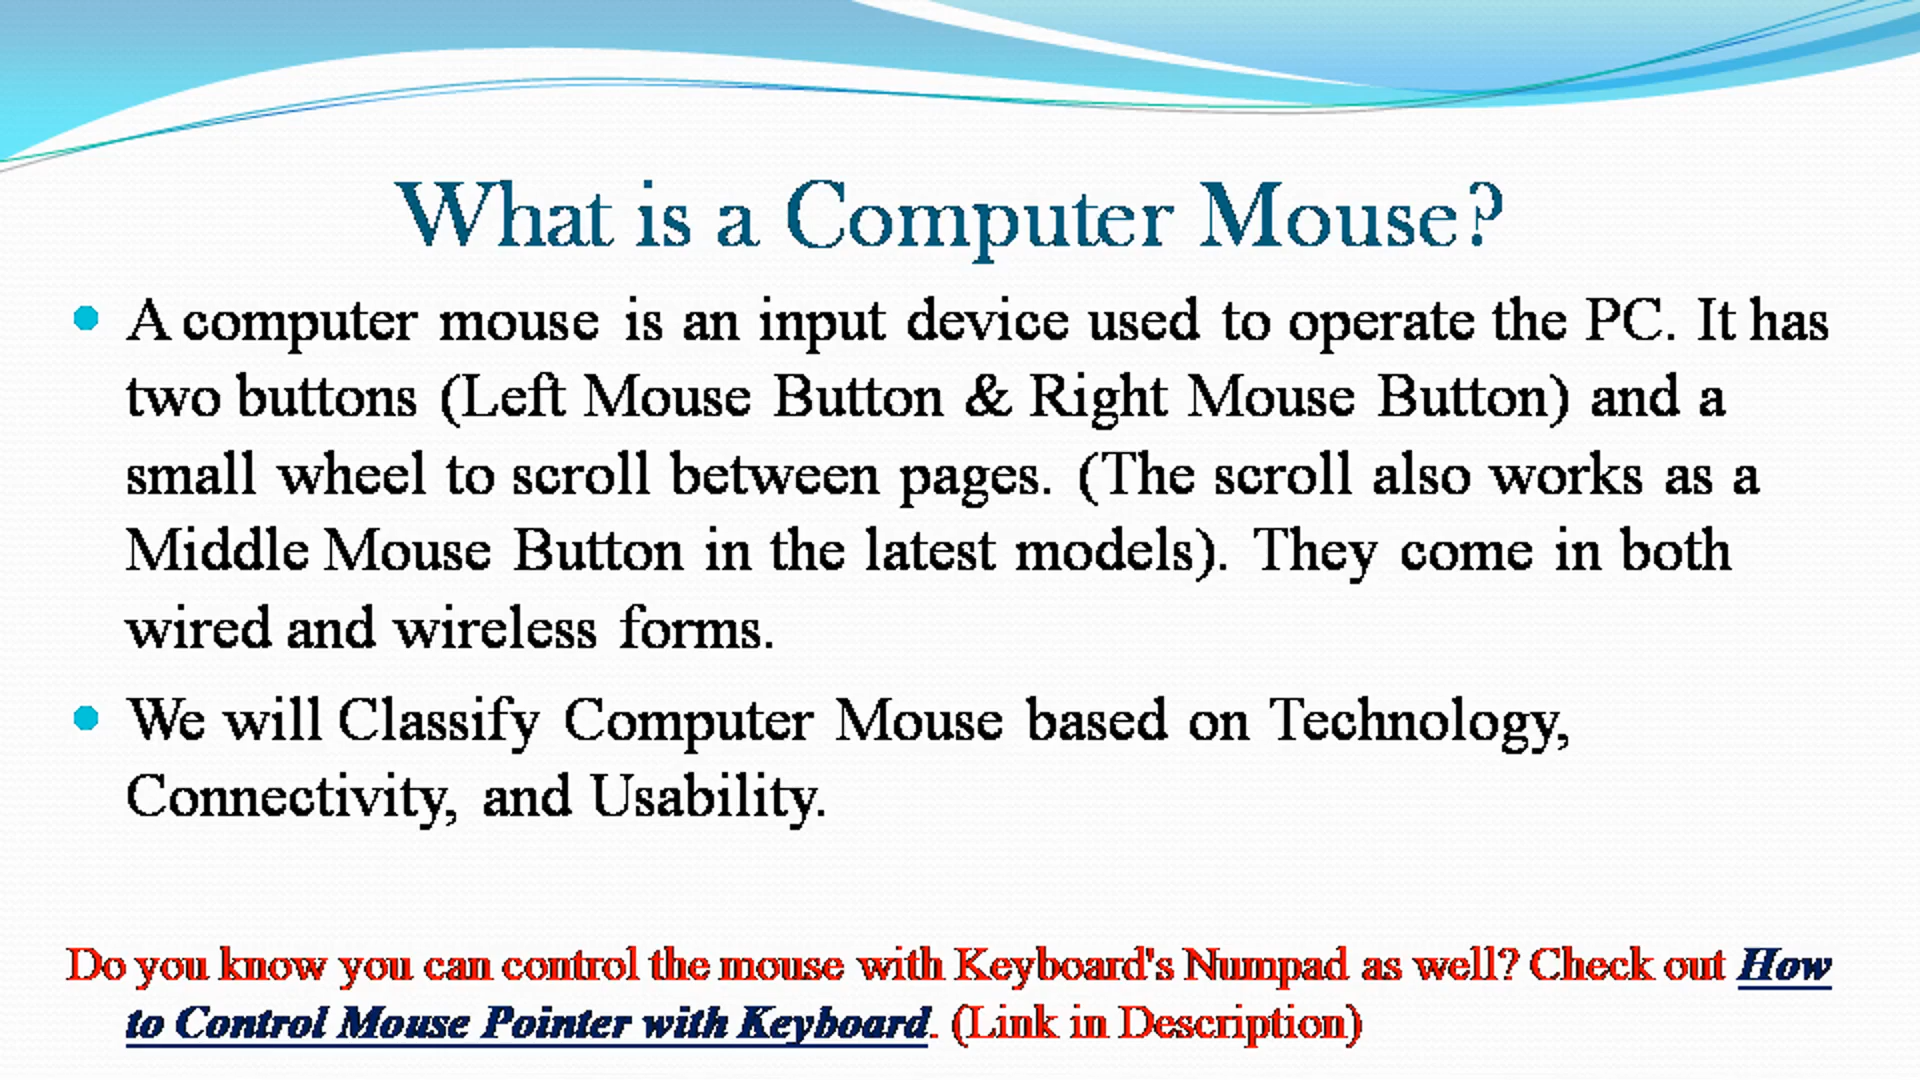 What is a Computer Mouse?
A computer mouse is an input device used to operate the PC. It has
two buttons (Left Mouse Button & Right Mouse Button) and a
small wheel to scroll between pages. (The scroll also works as a
Middle Mouse Button in the latest models). They come in both
wired and wireless forms.
We will Classify Computer Mouse based on Technology,
Connectivity, and Usability.
Do you know you can control the mouse with Keyboard's Numpad as well? Check out How
to Control Mouse Pointer with Keyboard. (Link in Description)